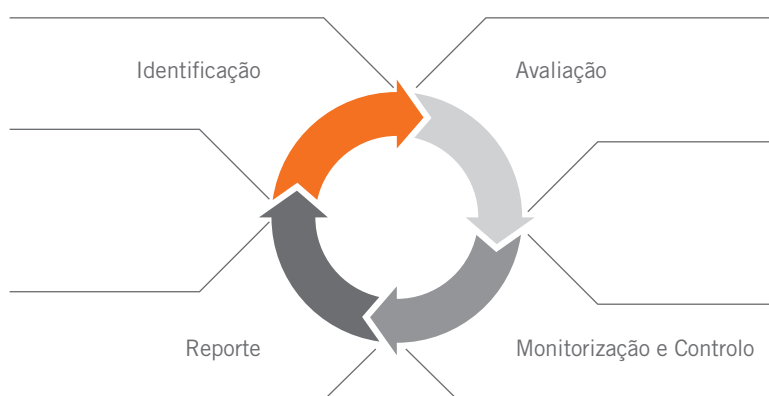 Identificação
Avaliação
Reporte
Monitorização e Controlo